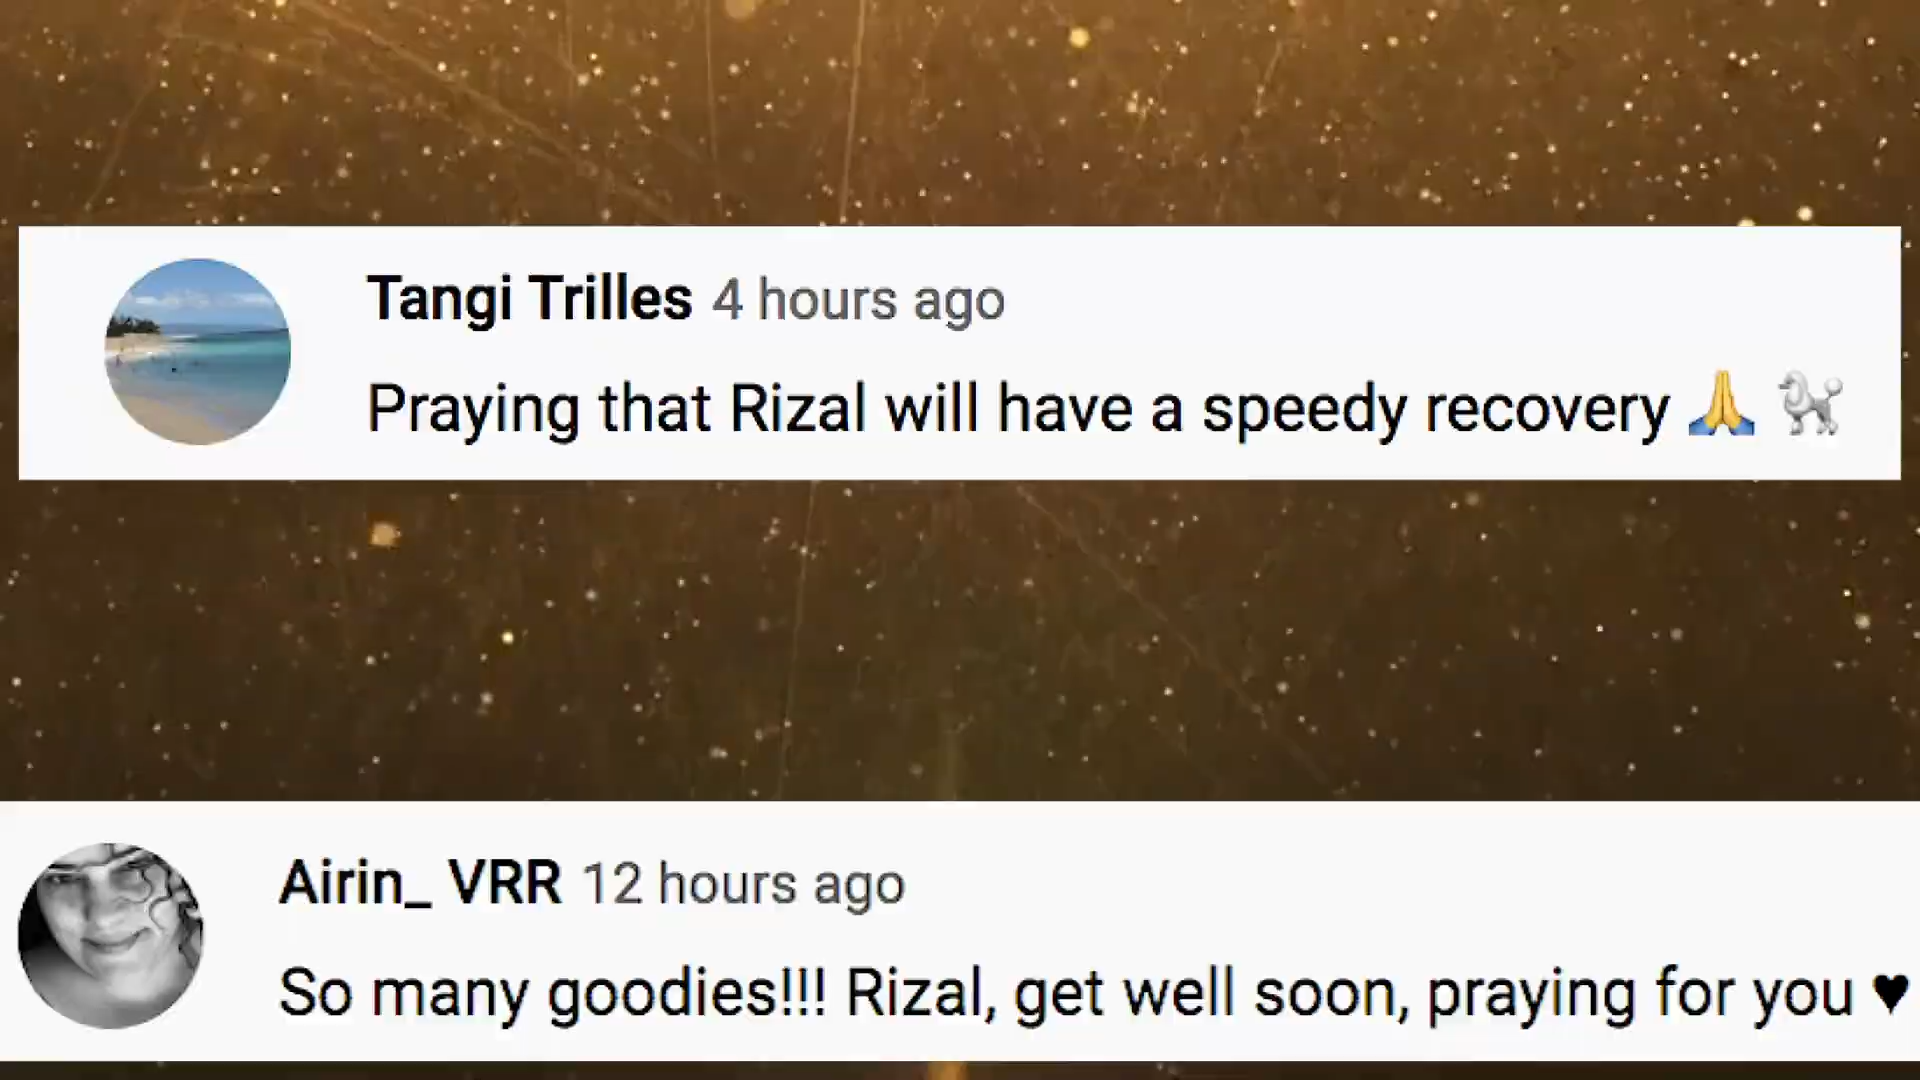 Tangi Trilles 4 hours ago
Praying that Rizal will have a speedy recovery 🙏 🐩
Airin_ VRR 12 hours ago
So many goodies!!! Rizal, get well soon, praying for you ♥